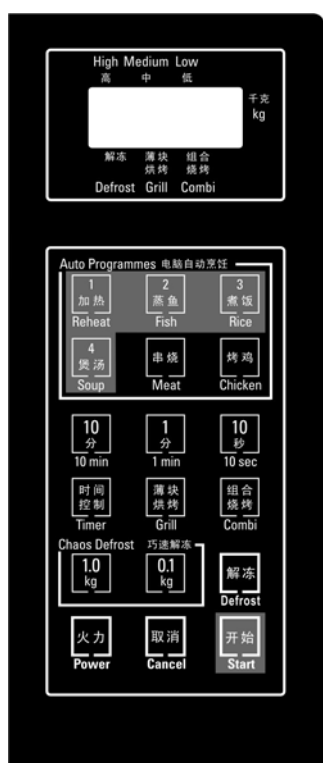 High Medium Low
高 中 低
千克
kg
解冻 薄块烘烤 组合烧烤
Defrost Grill Combi
Auto Programmes 电脑自动烹饪
1 2 3
加热 蒸鱼 煮饭
Reheat Fish Rice
4
煲汤 串烧 烤鸡
Soup Meat Chicken
10 1 10
分 分 秒
10 min 1 min 10 sec
时间控制 薄块烘烤 组合烧烤
Timer Grill Combi
Chaos Defrost 巧速解冻
1.0 0.1
kg kg 解冻
Defrost
火力 取消 开始
Power Cancel Start